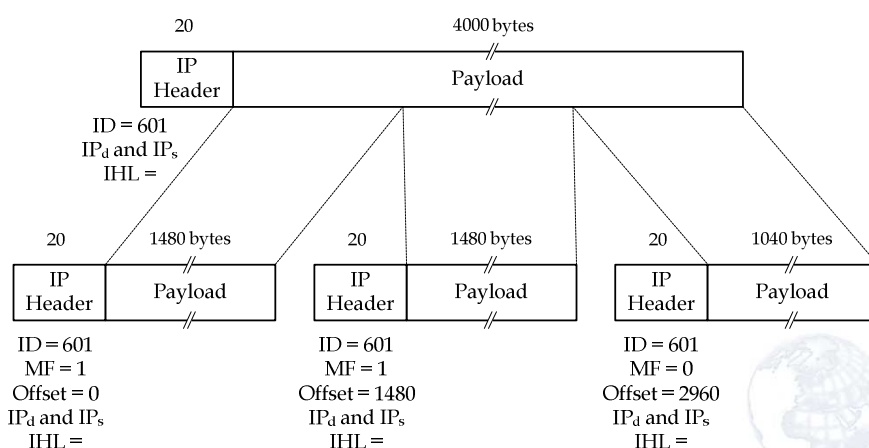 20 4000 bytes
IP
Header
Payload
ID = 601
IPd and IPs
IHL =
20 1480 bytes 20 1480 bytes 20 1040 bytes
IP
Header
Payload
IP
Header
Payload
IP
Header
Payload
ID = 601
MF = 1
Offset = 0
IPd and IPs
IHL =
ID = 601
MF = 1
Offset = 1480
IPd and IPs
IHL =
ID = 601
MF = 0
Offset = 2960
IPd and IPs
IHL =